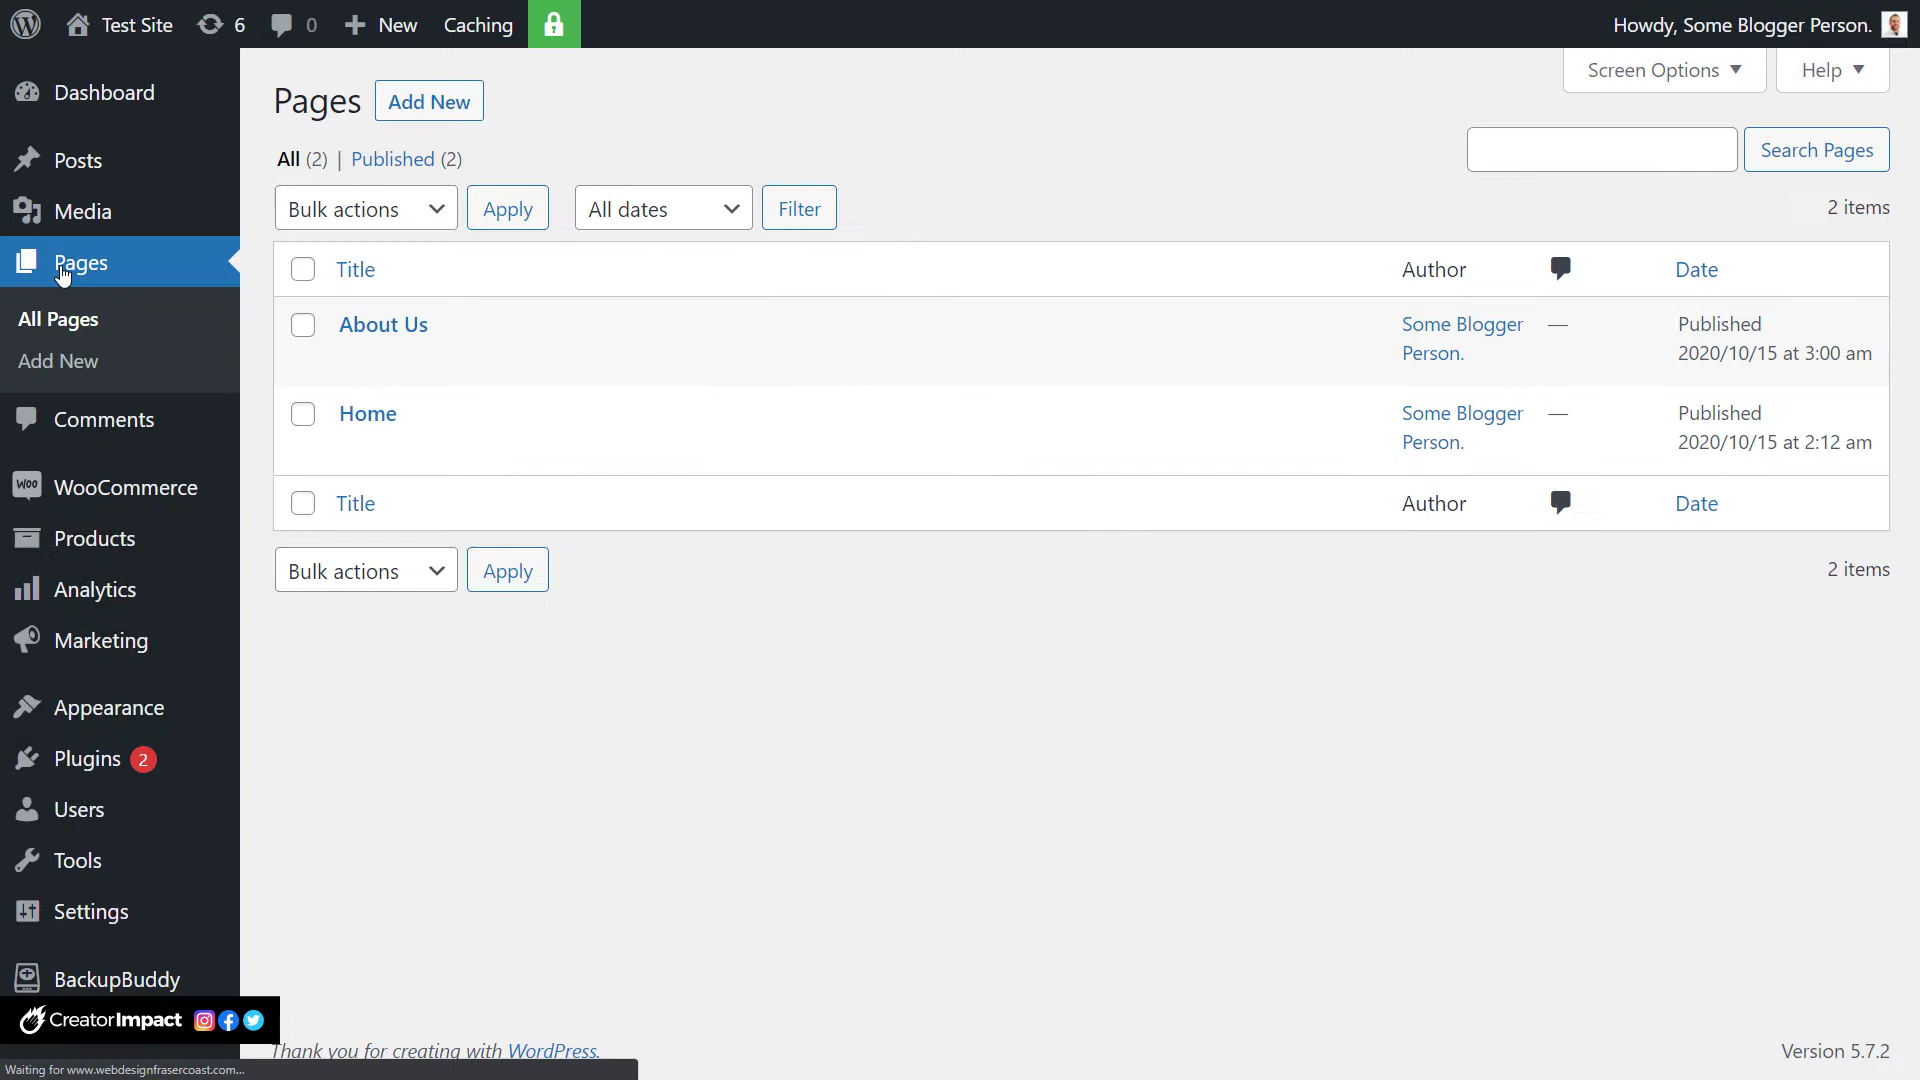 Test Site 6 0 New Caching Howdy, Some Blogger Person.
Screen Options Help
Dashboard
Posts
Media
Pages
All Pages
Add New
Comments
WooCommerce
Products
Analytics
Marketing
Appearance
Plugins 2
Users
Tools
Settings
BackupBuddy
Pages Add New
All (2) | Published (2)
Search Pages
Bulk actions Apply All dates Filter 2 items
Title Author Date
About Us Some Blogger Person. — Published 2020/10/15 at 3:00 am
Home Some Blogger Person. — Published 2020/10/15 at 2:12 am
Title Author Date
Bulk actions Apply 2 items
CreatorImpact
Thank you for creating with WordPress. Version 5.7.2
Waiting for www.webdesignfrasercoast.com...